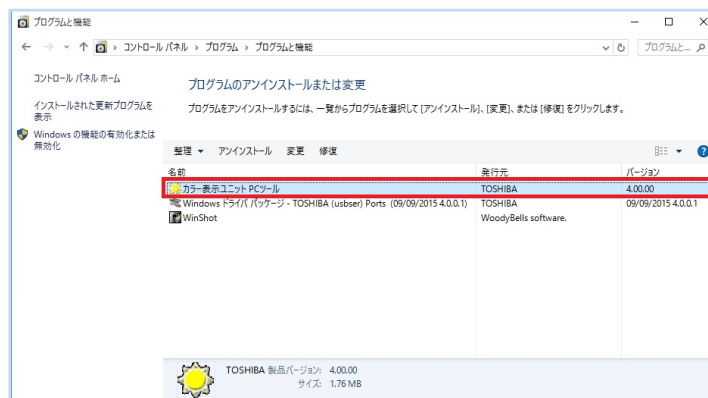 プログラムと機能
コントロール パネル › プログラム › プログラムと機能
プログラムと...
コントロール パネル ホーム
インストールされた更新プログラムを
表示
Windows の機能の有効化または
無効化
プログラムのアンインストールまたは変更
プログラムをアンインストールするには、一覧からプログラムを選択して [アンインストール]、[変更]、または [修復] をクリックします。
整理 アンインストール 変更 修復
名前 発行元 バージョン
カラー表示ユニット PCツール TOSHIBA 4.00.00
Windows ドライバ パッケージ - TOSHIBA (usbser) Ports (09/09/2015 4.0.0.1) TOSHIBA 09/09/2015 4.0.0.1
WinShot WoodyBells software.
TOSHIBA 製品バージョン: 4.00.00
サイズ: 1.76 MB